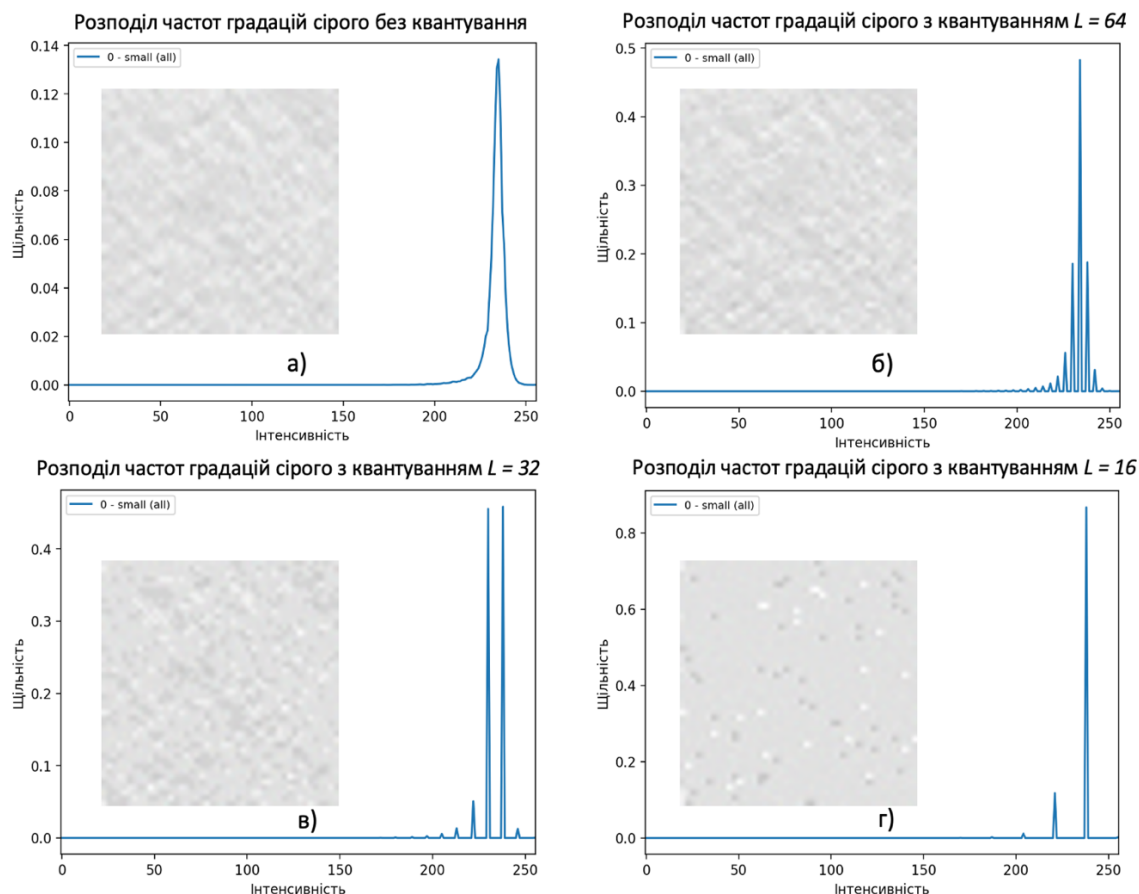 Розподіл частот градацій сірого без квантування
0.14
0.12
0.10
0.08
0.06
0.04
0.02
0.00
Щільність
0 - small (all)
а)
0 50 100 150 200 250
Інтенсивність
Розподіл частот градацій сірого з квантуванням L = 64
0.5
0.4
0.3
0.2
0.1
0.0
Щільність
0 - small (all)
б)
0 50 100 150 200 250
Інтенсивність
Розподіл частот градацій сірого з квантуванням L = 32
0.4
0.3
0.2
0.1
0.0
Щільність
0 - small (all)
в)
0 50 100 150 200 250
Інтенсивність
Розподіл частот градацій сірого з квантуванням L = 16
0.8
0.6
0.4
0.2
0.0
Щільність
0 - small (all)
г)
0 50 100 150 200 250
Інтенсивність